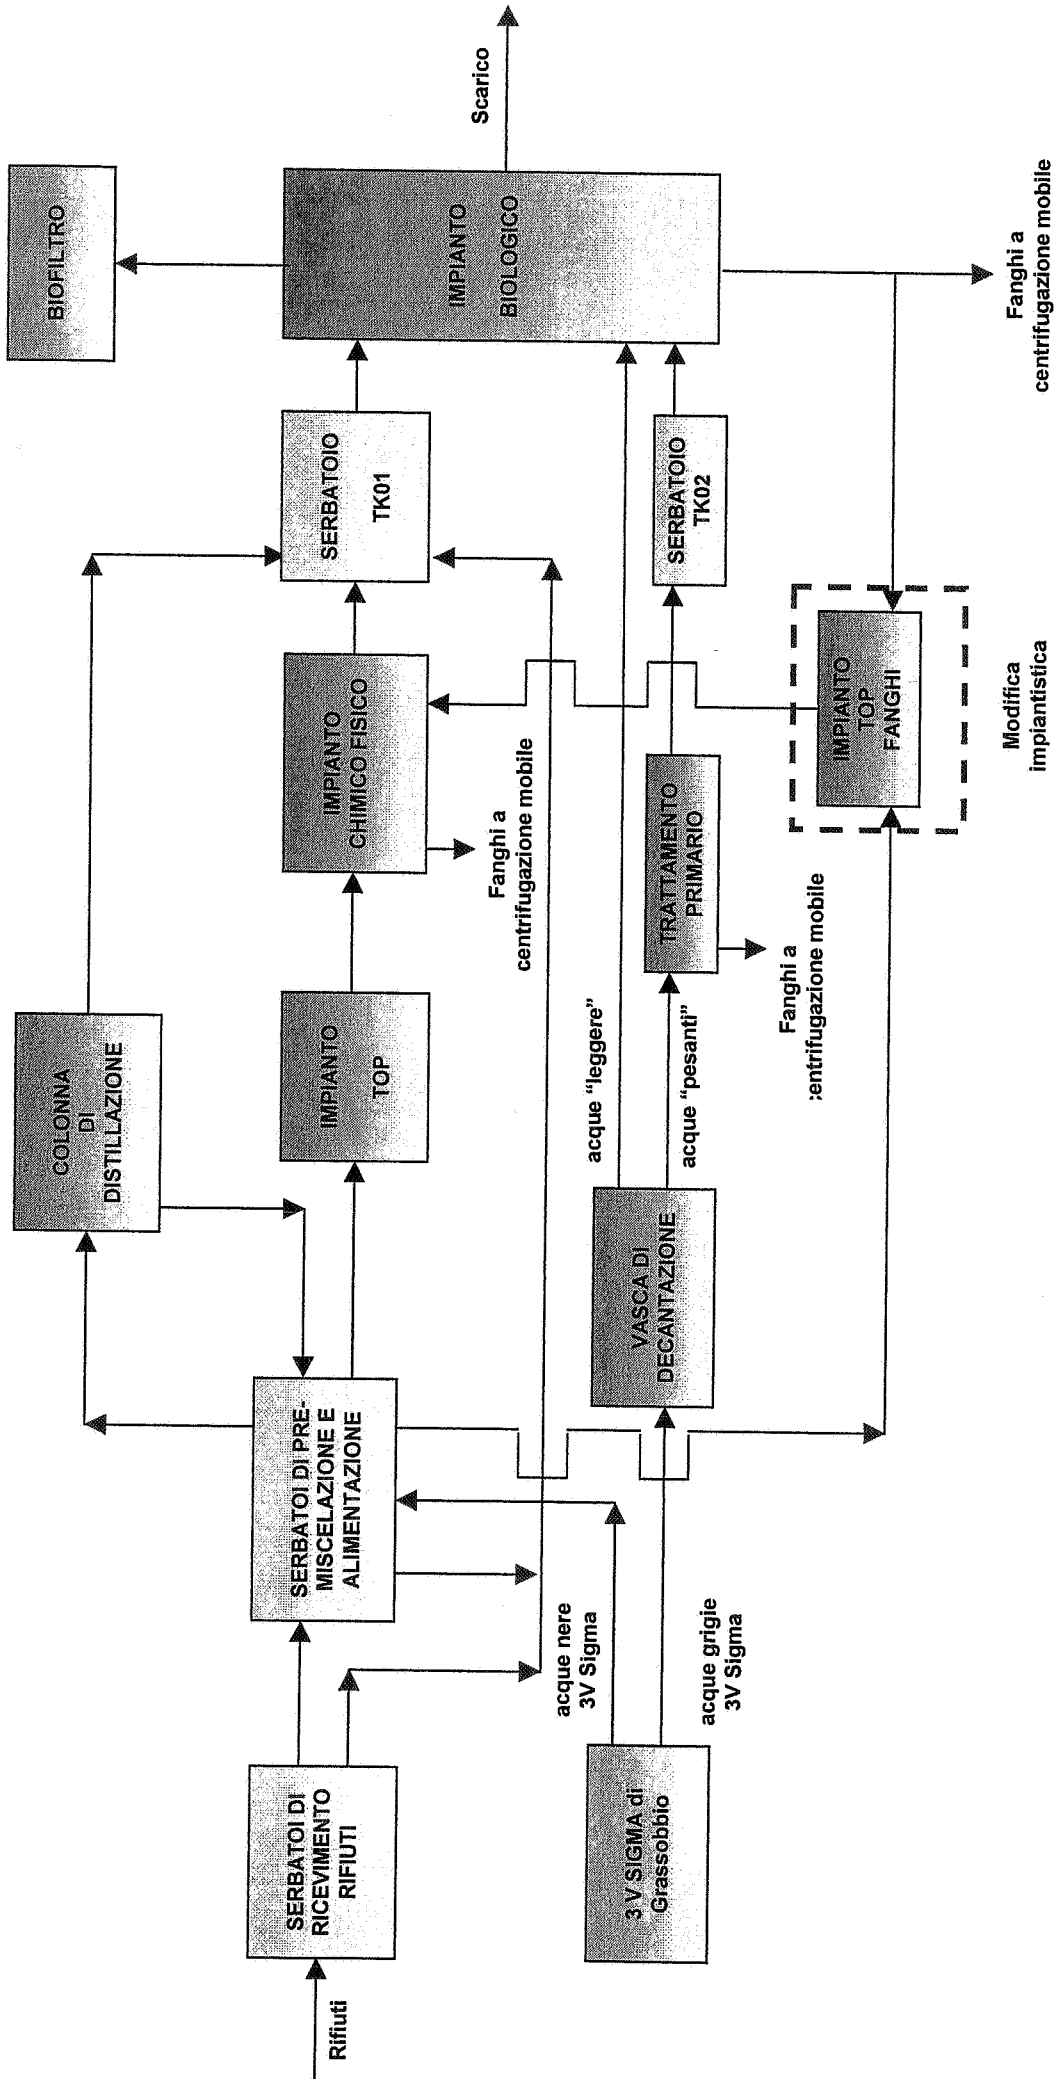 Rifiuti
SERBATOI DI
RICEVIMENTO
RIFIUTI
SERBATOI DI PRE-
MISCELAZIONE E
ALIMENTAZIONE
COLONNA
DI
DISTILLAZIONE
IMPIANTO
TOP
IMPIANTO
CHIMICO FISICO
Fanghi a
centrifugazione mobile
SERBATOIO
TK01
BIOFILTRO
IMPIANTO
BIOLOGICO
Scarico
3 V SIGMA di
Grassobbio
acque nere
3V Sigma
acque grigie
3V Sigma
VASCA DI
DECANTAZIONE
acque “leggere”
acque “pesanti”
TRATTAMENTO
PRIMARIO
Fanghi a
:entrifugazione mobile
SERBATOIO
TK02
IMPIANTO
TOP
FANGHI
Modifica
impiantistica
Fanghi a
centrifugazione mobile